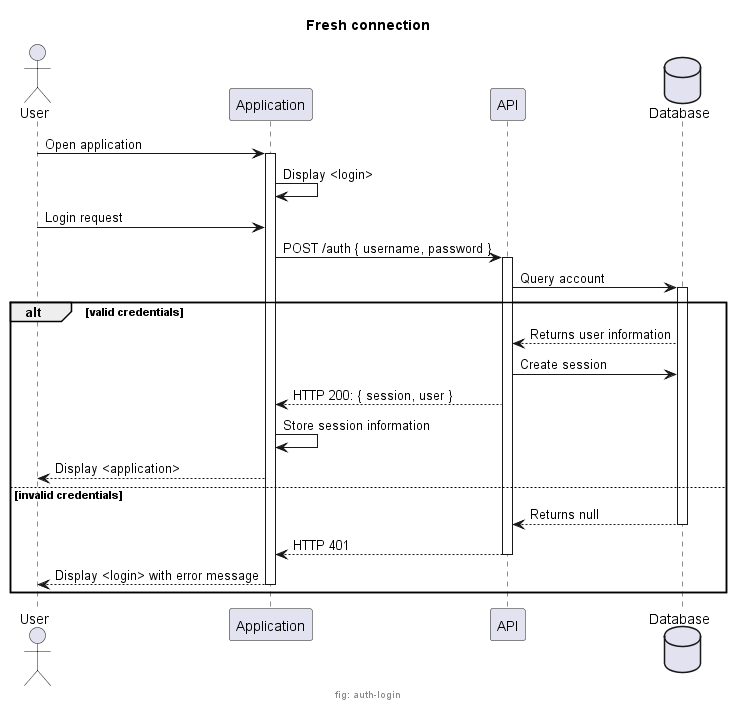 Fresh connection
User
Application
API
Database
Open application
Display <login>
Login request
POST /auth { username, password }
Query account
alt [valid credentials]
Returns user information
Create session
HTTP 200: { session, user }
Store session information
Display <application>
[invalid credentials]
Returns null
HTTP 401
Display <login> with error message
User
Application
API
Database
fig: auth-login